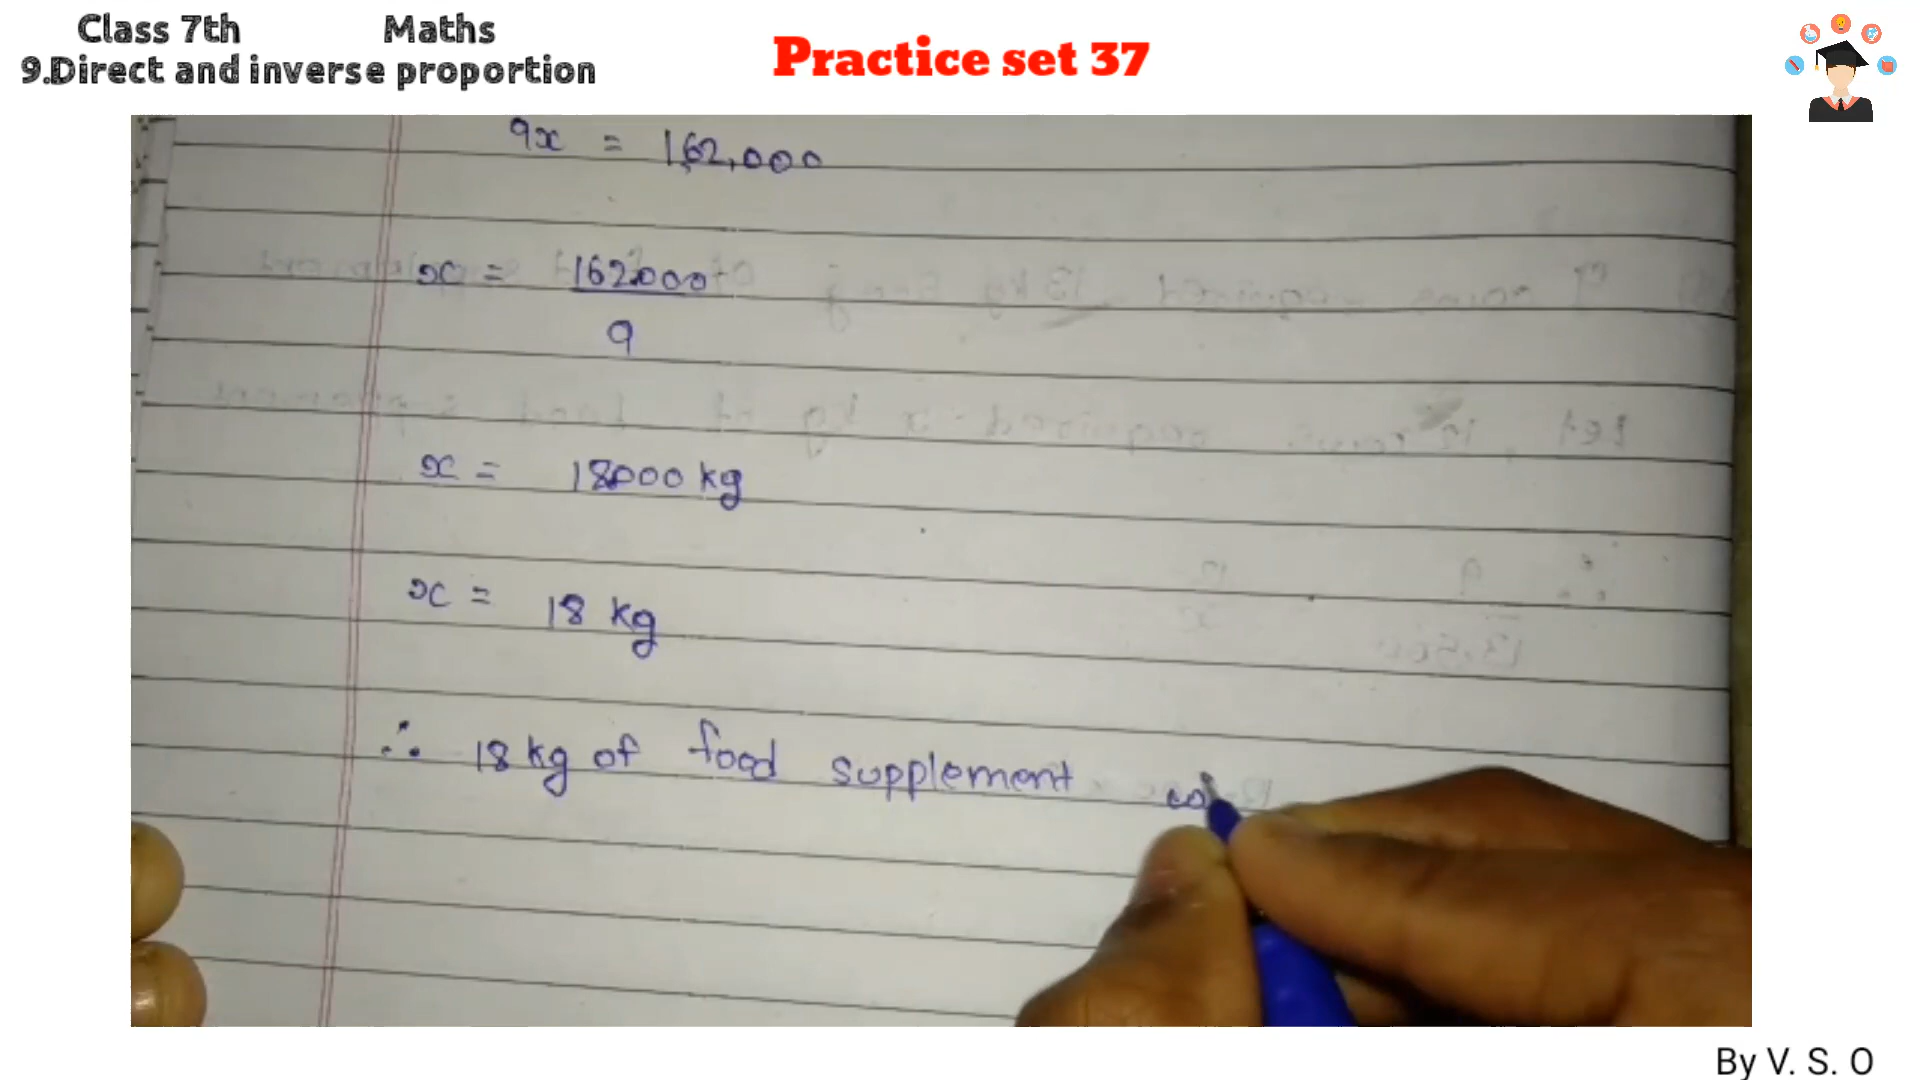 Class 7th Maths
9.Direct and inverse proportion
Practice set 37
9x = 162,000
x = 162000
9
x = 18000 kg
x = 18 kg
∴ 18 kg of food supplement
By V. S. O